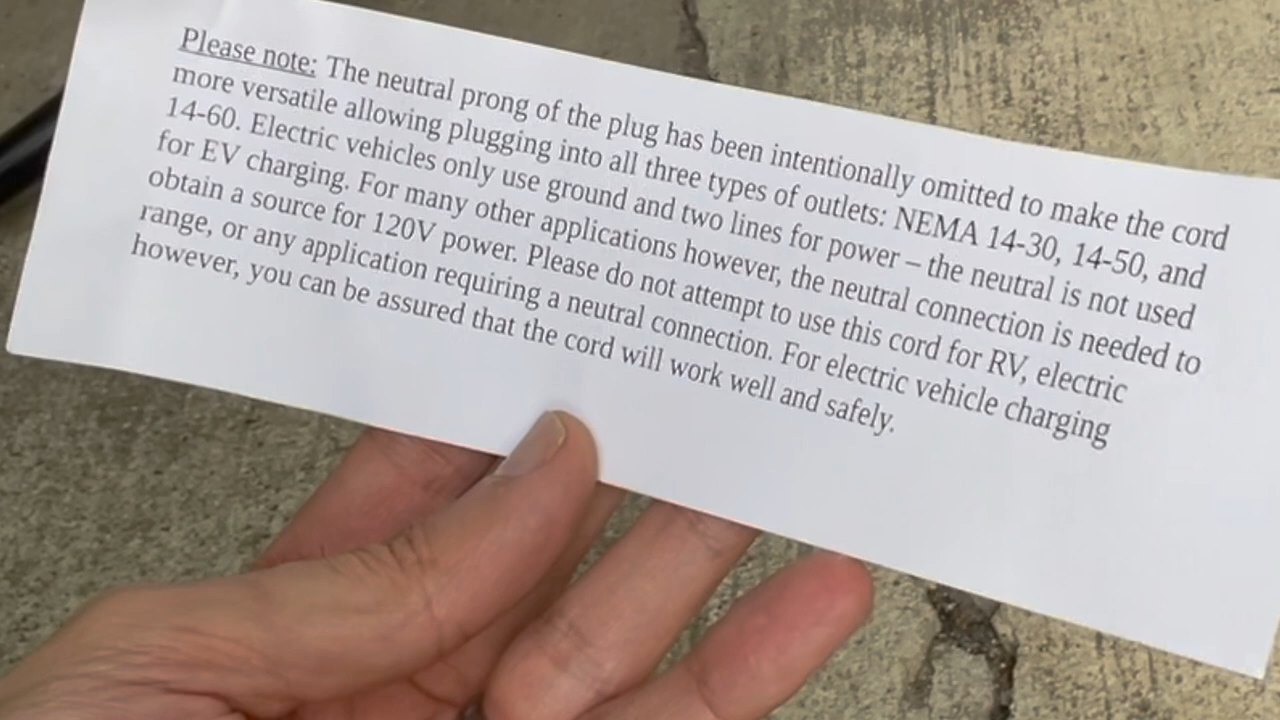 Please note: The neutral prong of the plug has been intentionally omitted to make the cord
more versatile allowing plugging into all three types of outlets: NEMA 14-30, 14-50, and
14-60. Electric vehicles only use ground and two lines for power – the neutral is not used
for EV charging. For many other applications however, the neutral connection is needed to
obtain a source for 120V power. Please do not attempt to use this cord for RV, electric
range, or any application requiring a neutral connection. For electric vehicle charging
however, you can be assured that the cord will work well and safely.